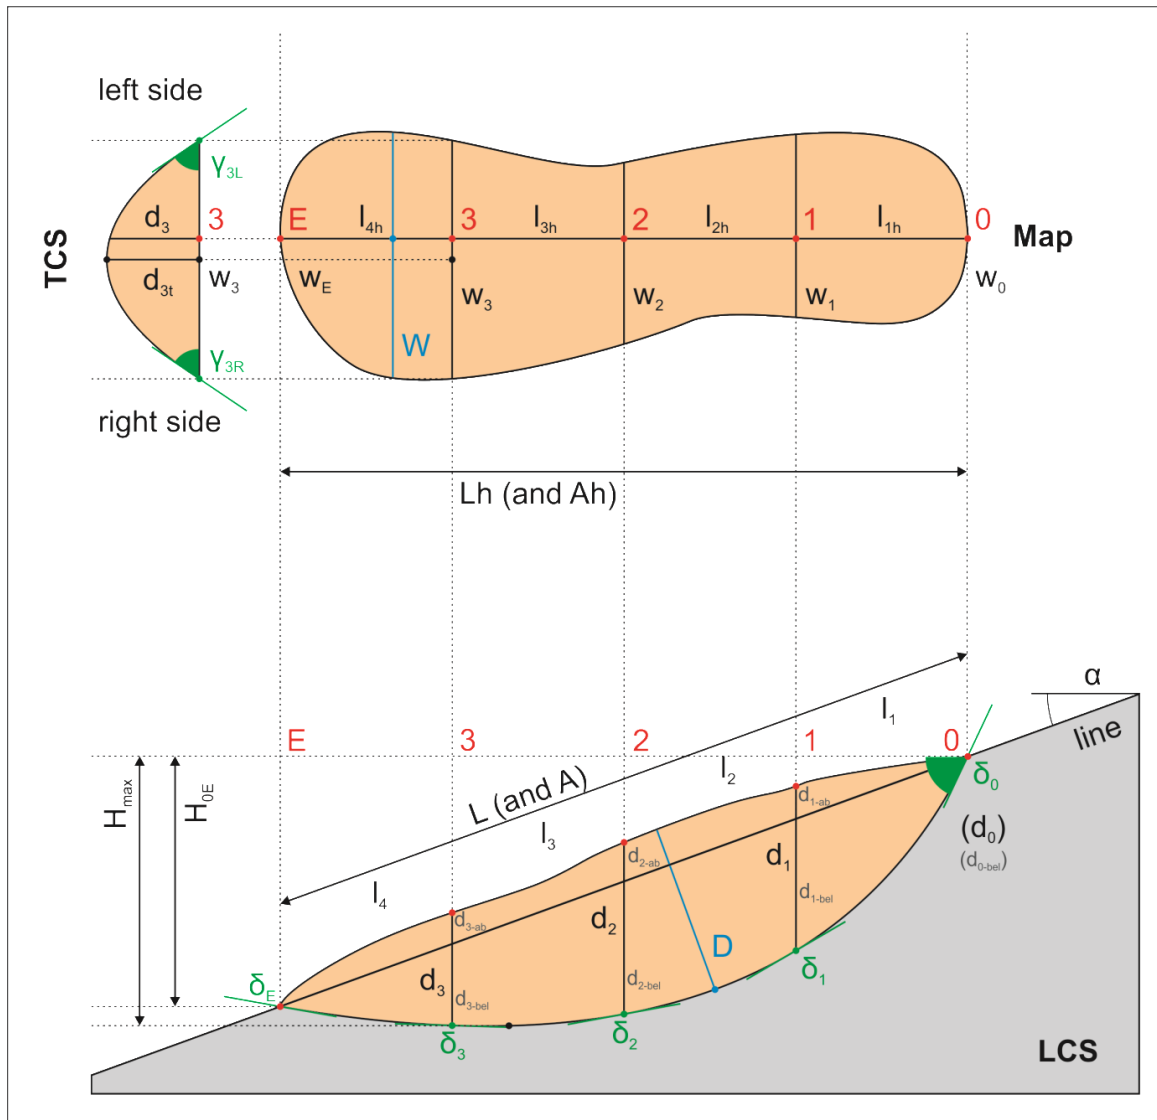 left side
γ3L
d3
3
E
l4h
3
l3h
2
l2h
1
l1h
0
Map
TCS
d3t
w3
wE
w3
w2
w1
w0
W
γ3R
right side
Lh (and Ah)
α
line
l1
E
3
2
1
0
Hmax
H0E
L (and A)
l2
δ0
d1-ab
l3
(d0)
(d0-bel)
d2-ab
d1
l4
d1-bel
d3-ab
d2
D
d3
d2-bel
δE
d3-bel
δ1
δ3
δ2
LCS